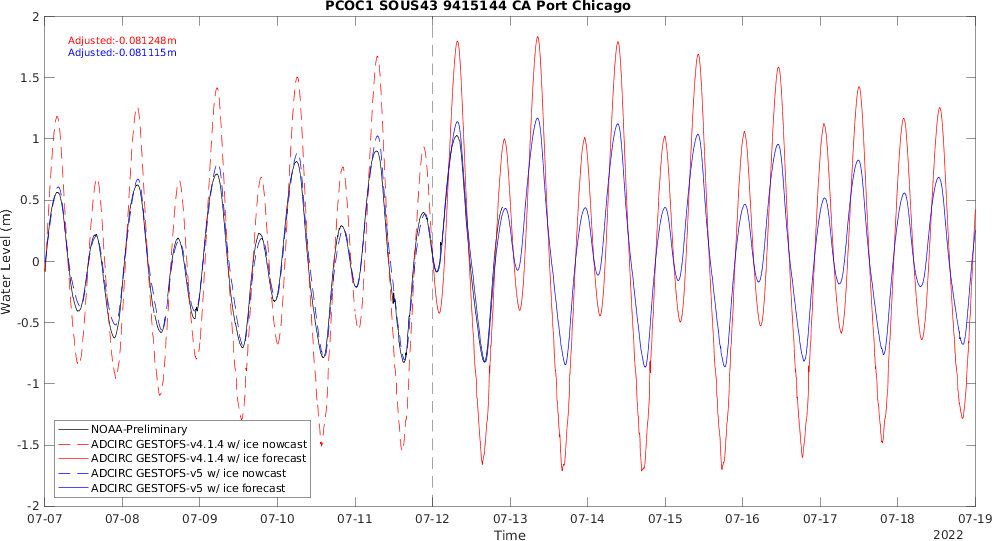 PCOC1 SOUS43 9415144 CA Port Chicago
Adjusted:-0.081248m
Adjusted:-0.081115m
2
1.5
1
0.5
0
-0.5
-1
-1.5
-2
Water Level (m)
NOAA-Preliminary
ADCIRC GESTOFS-v4.1.4 w/ ice nowcast
ADCIRC GESTOFS-v4.1.4 w/ ice forecast
ADCIRC GESTOFS-v5 w/ ice nowcast
ADCIRC GESTOFS-v5 w/ ice forecast
07-07 07-08 07-09 07-10 07-11 07-12 07-13 07-14 07-15 07-16 07-17 07-18 07-19
Time
2022